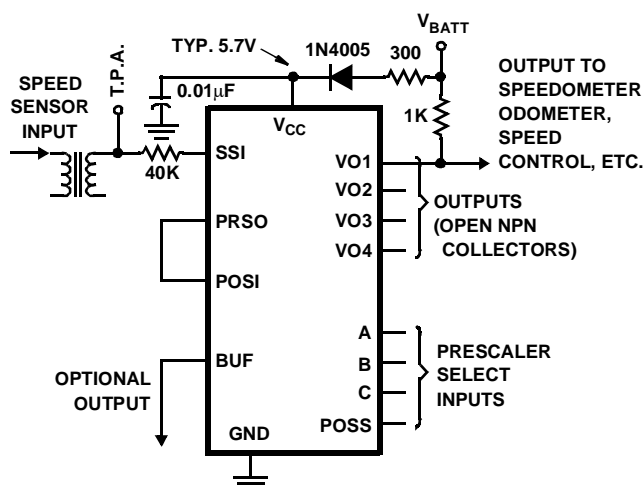 V_BATT
TYP. 5.7V
1N4005
300
T.P.A.
SPEED
SENSOR
INPUT
0.01µF
1K
OUTPUT TO
SPEEDOMETER
ODOMETER,
SPEED
CONTROL, ETC.
V_CC
40K
SSI
VO1
VO2
VO3
VO4
OUTPUTS
(OPEN NPN
COLLECTORS)
PRSO
POSI
BUF
OPTIONAL
OUTPUT
A
B
C
POSS
PRESCALER
SELECT
INPUTS
GND